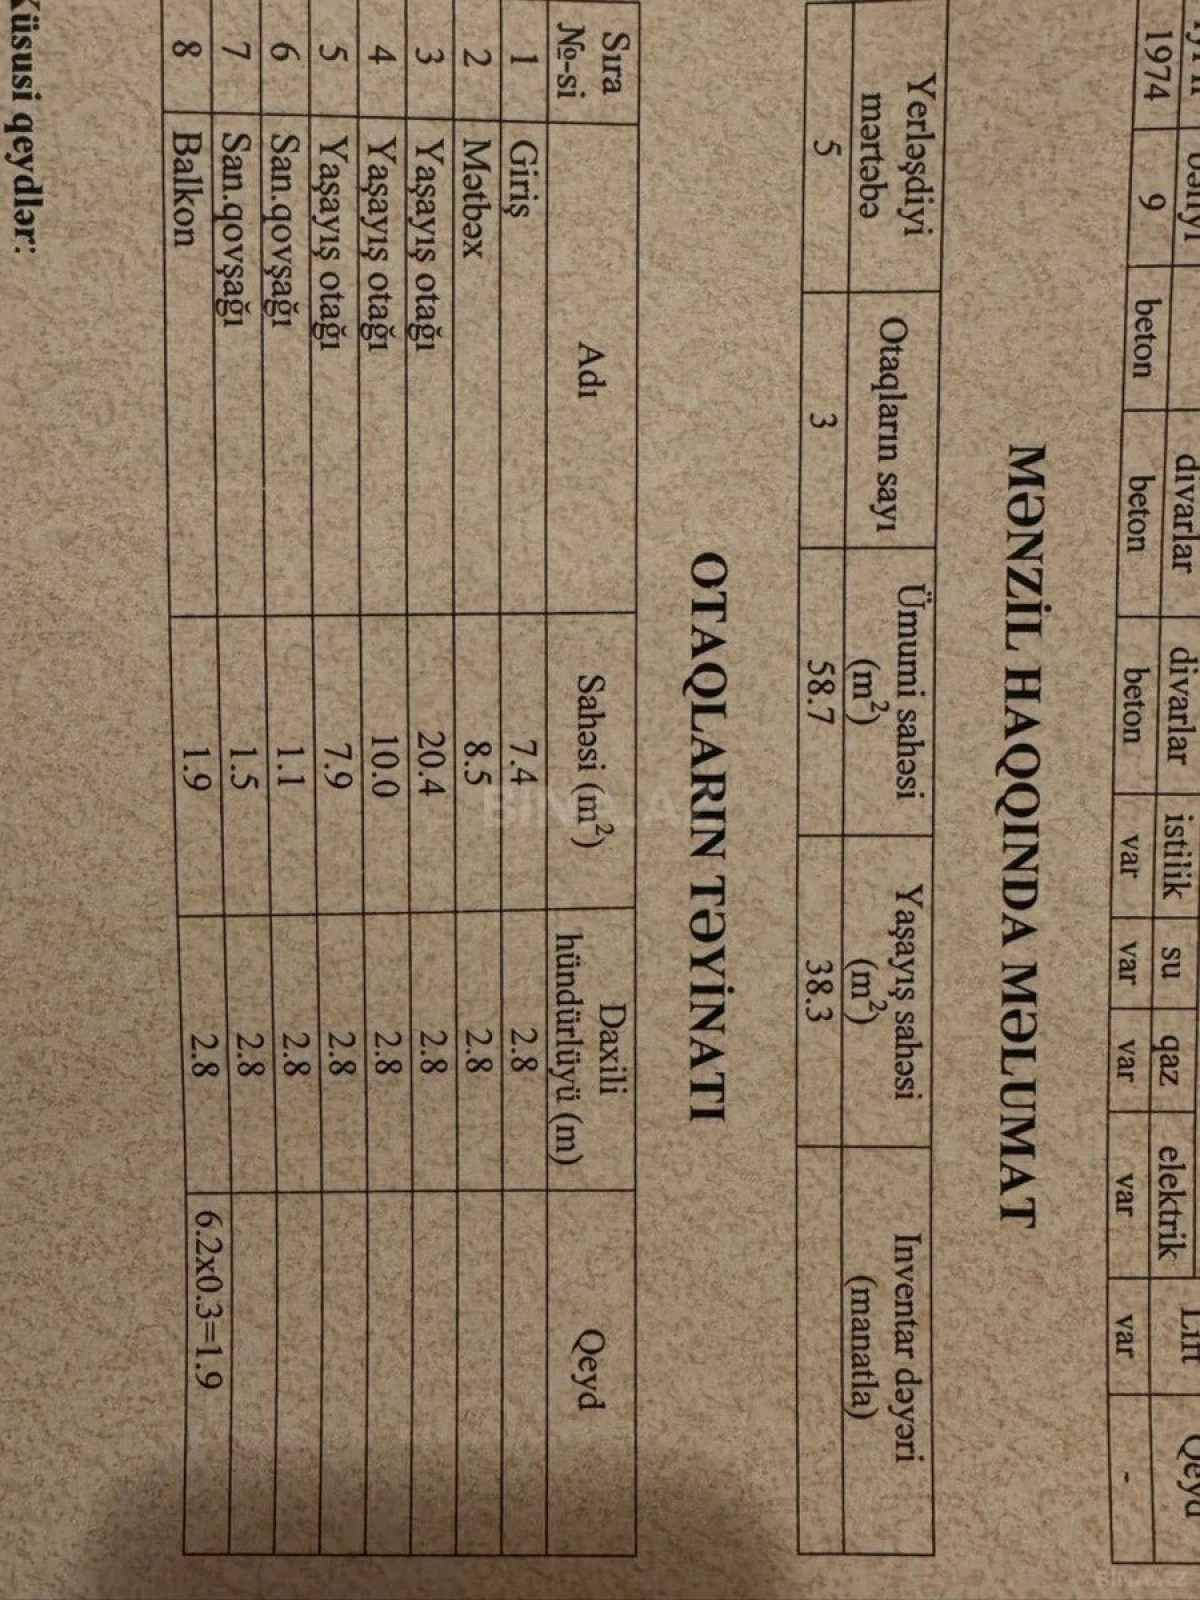 divarlar divarlar istilik su qaz elektrik Lift Qeyd
1974 9 beton beton beton var var var var var -
MƏNZİL HAQQINDA MƏLUMAT
Yerləşdiyi mərtəbə Otaqların sayı Ümumi sahəsi (m²) Yaşayış sahəsi (m²) Inventar dəyəri (manatla)
5 3 58.7 38.3
OTAQLARIN TƏYİNATI
Sıra №-si Adı Sahəsi (m²) Daxili hündürlüyü (m) Qeyd
1 Giriş 7.4 2.8
2 Mətbəx 8.5 2.8
3 Yaşayış otağı 20.4 2.8
4 Yaşayış otağı 10.0 2.8
5 Yaşayış otağı 7.9 2.8
6 San.qovşağı 1.1 2.8
7 San.qovşağı 1.5 2.8
8 Balkon 1.9 2.8 6.2x0.3=1.9
Xüsusi qeydlər:
BINA.AZ